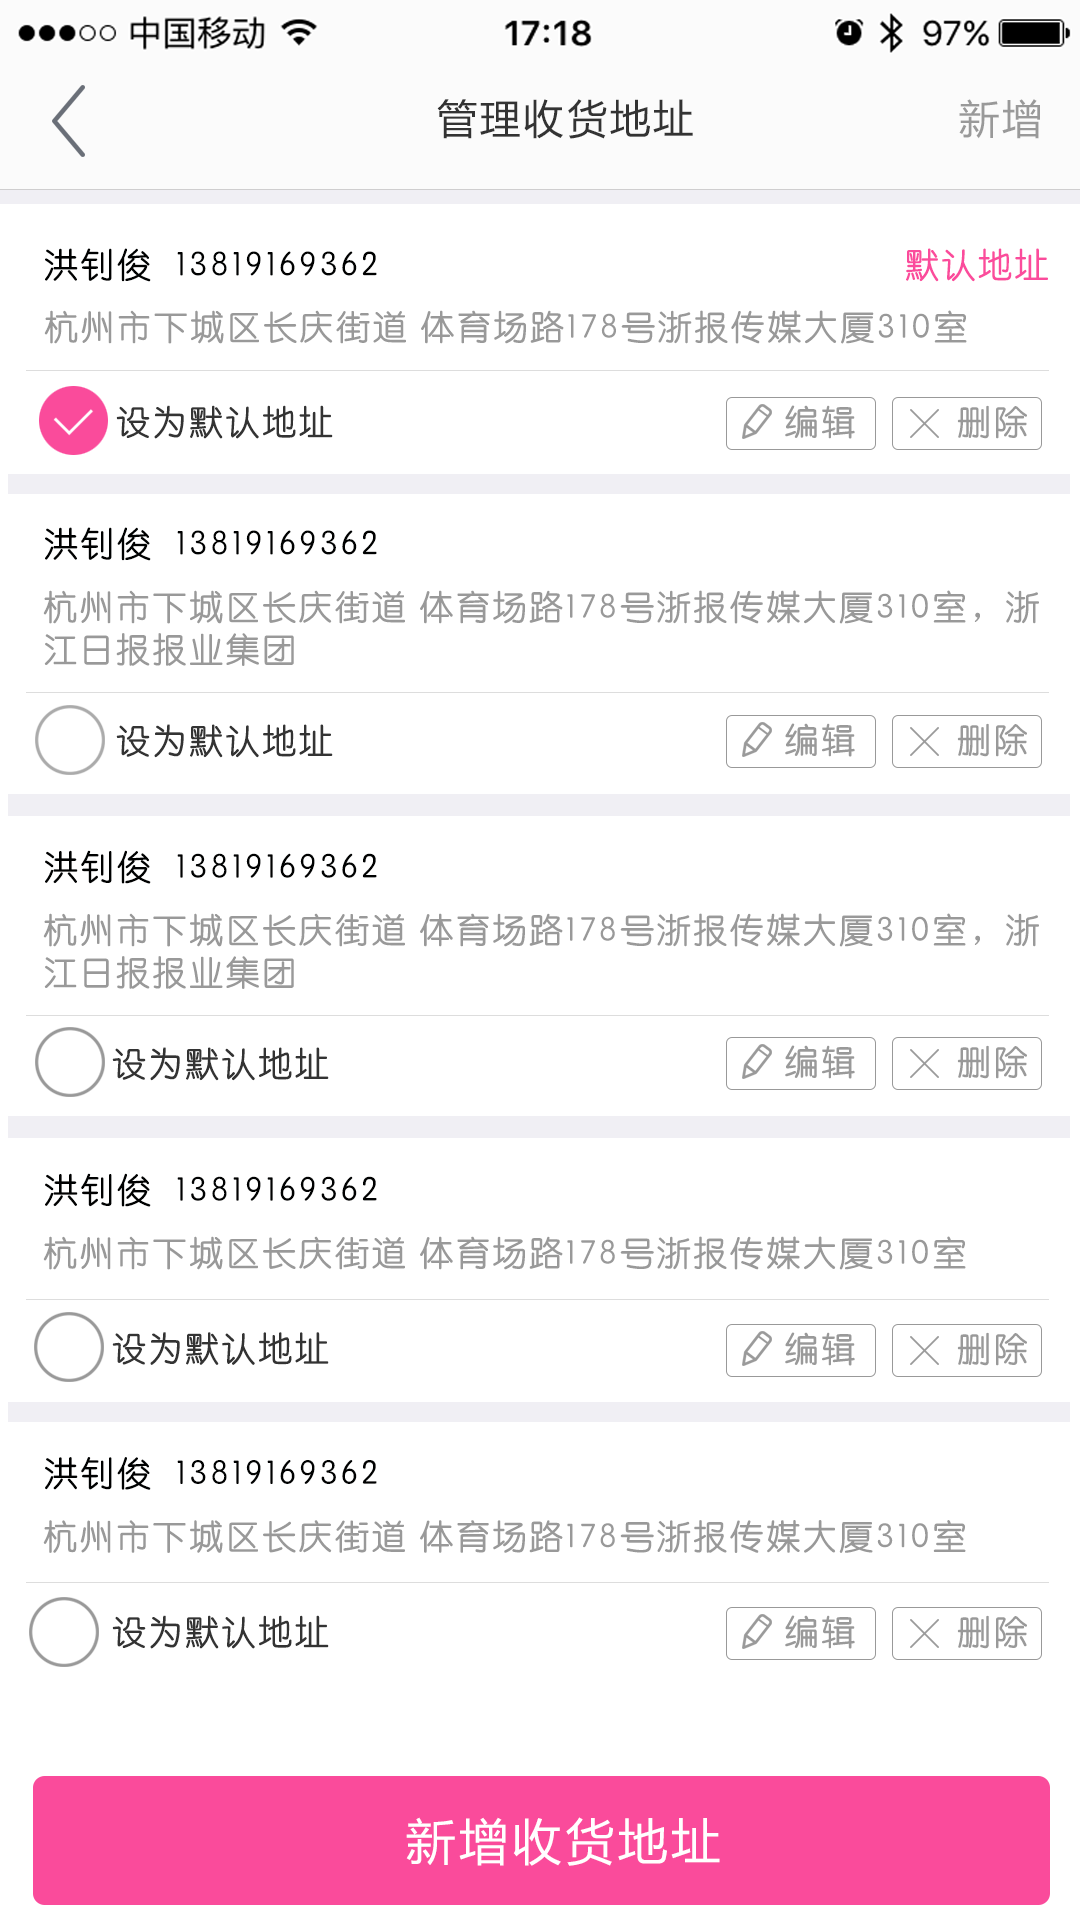 中国移动 17:18 97%
管理收货地址 新增
洪钊俊 13819169362 默认地址
杭州市下城区长庆街道 体育场路178号浙报传媒大厦310室
设为默认地址 编辑 删除
洪钊俊 13819169362
杭州市下城区长庆街道 体育场路178号浙报传媒大厦310室，浙
江日报报业集团
设为默认地址 编辑 删除
洪钊俊 13819169362
杭州市下城区长庆街道 体育场路178号浙报传媒大厦310室，浙
江日报报业集团
设为默认地址 编辑 删除
洪钊俊 13819169362
杭州市下城区长庆街道 体育场路178号浙报传媒大厦310室
设为默认地址 编辑 删除
洪钊俊 13819169362
杭州市下城区长庆街道 体育场路178号浙报传媒大厦310室
设为默认地址 编辑 删除
新增收货地址